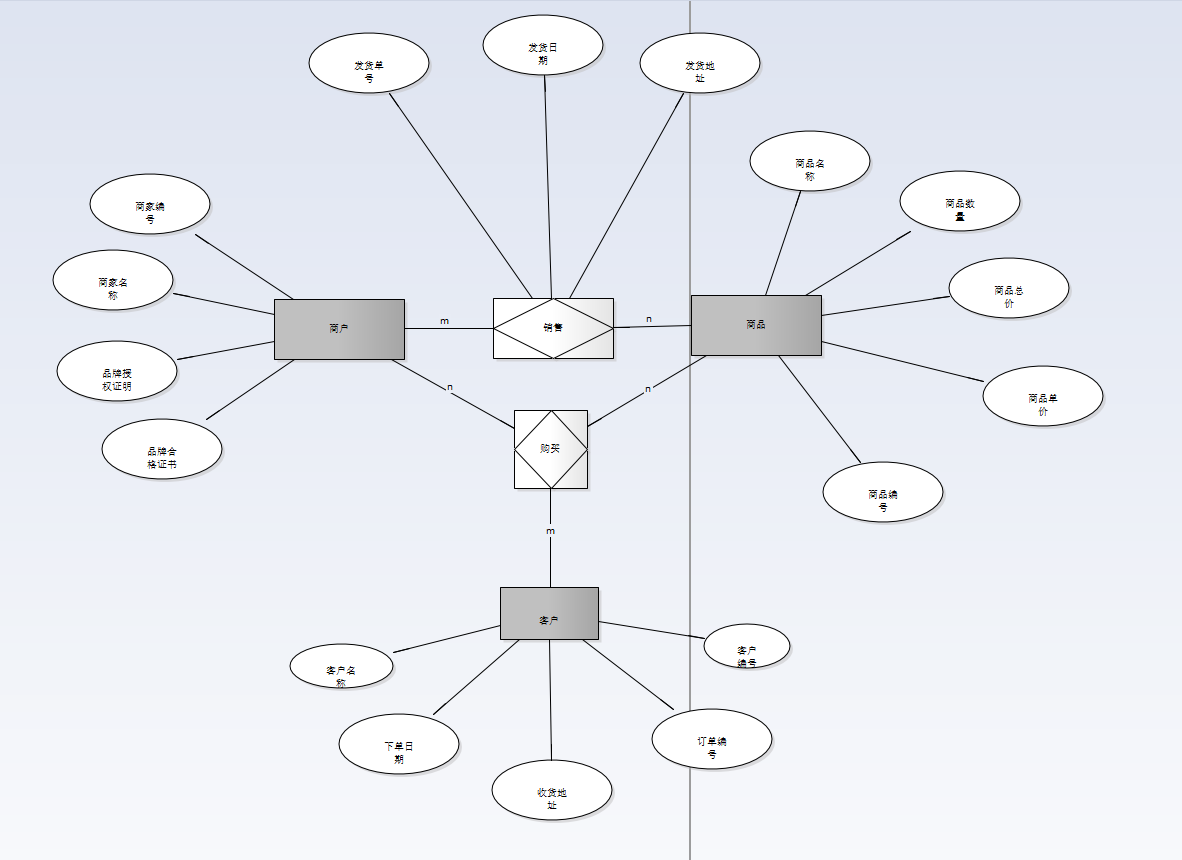 发货单
号
发货日
期
发货地
址
商品名
称
商家编
号
商品数
量
商家名
称
商品总
价
商户
m
销售
n
商品
品牌授
权证明
n
n
商品单
价
品牌合
格证书
购买
商品编
号
m
客户
客户名
称
客户
编号
下单日
期
订单编
号
收货地
址